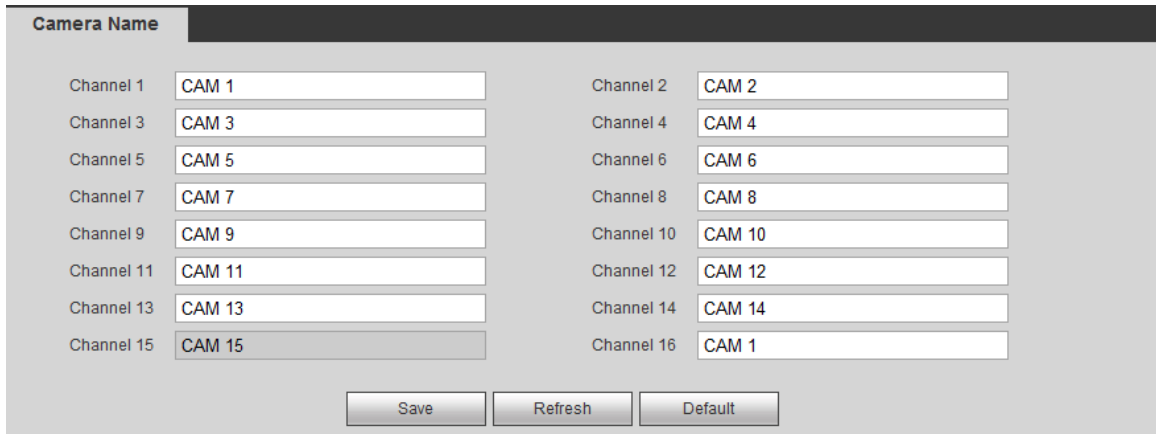 Camera Name
Channel 1 CAM 1 Channel 2 CAM 2
Channel 3 CAM 3 Channel 4 CAM 4
Channel 5 CAM 5 Channel 6 CAM 6
Channel 7 CAM 7 Channel 8 CAM 8
Channel 9 CAM 9 Channel 10 CAM 10
Channel 11 CAM 11 Channel 12 CAM 12
Channel 13 CAM 13 Channel 14 CAM 14
Channel 15 CAM 15 Channel 16 CAM 1
Save Refresh Default